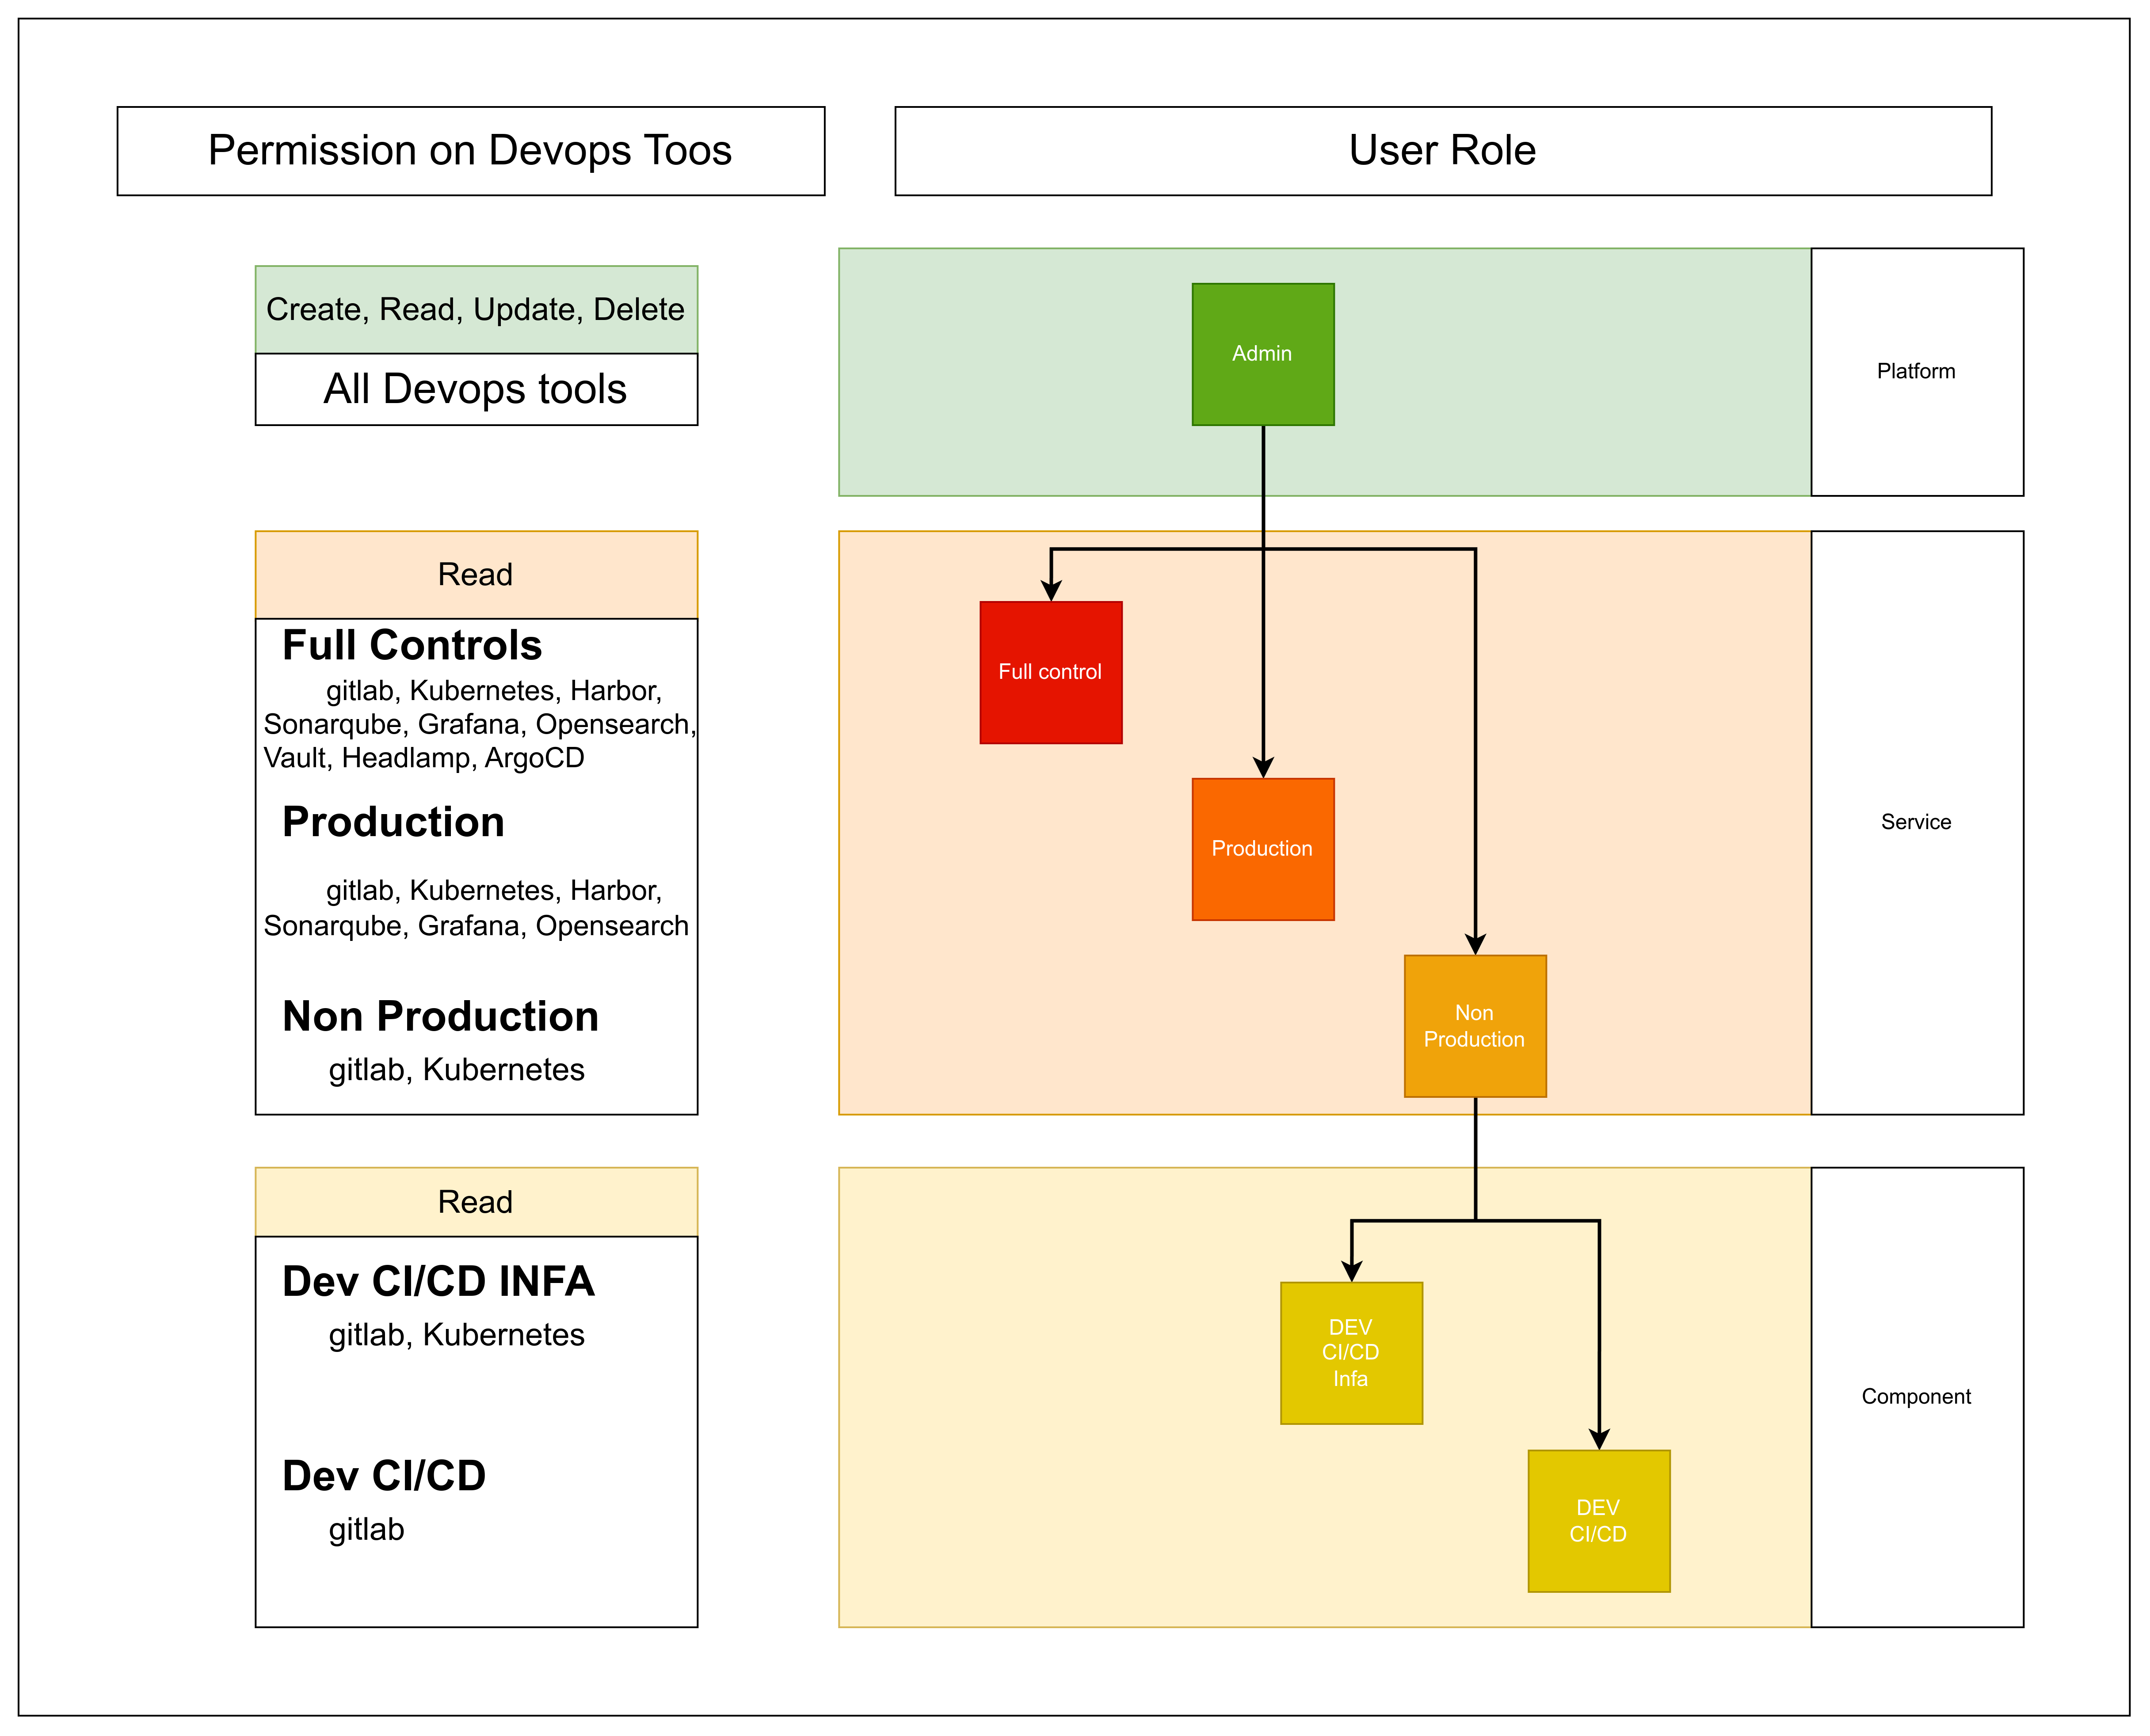 Permission on Devops Toos
User Role
Create, Read, Update, Delete
All Devops tools
Admin
Platform
Read
Full Controls
gitlab, Kubernetes, Harbor,
Sonarqube, Grafana, Opensearch,
Vault, Headlamp, ArgoCD
Production
gitlab, Kubernetes, Harbor,
Sonarqube, Grafana, Opensearch
Non Production
gitlab, Kubernetes
Full control
Production
Non
Production
Service
Read
Dev CI/CD INFA
gitlab, Kubernetes
Dev CI/CD
gitlab
DEV
CI/CD
Infa
DEV
CI/CD
Component